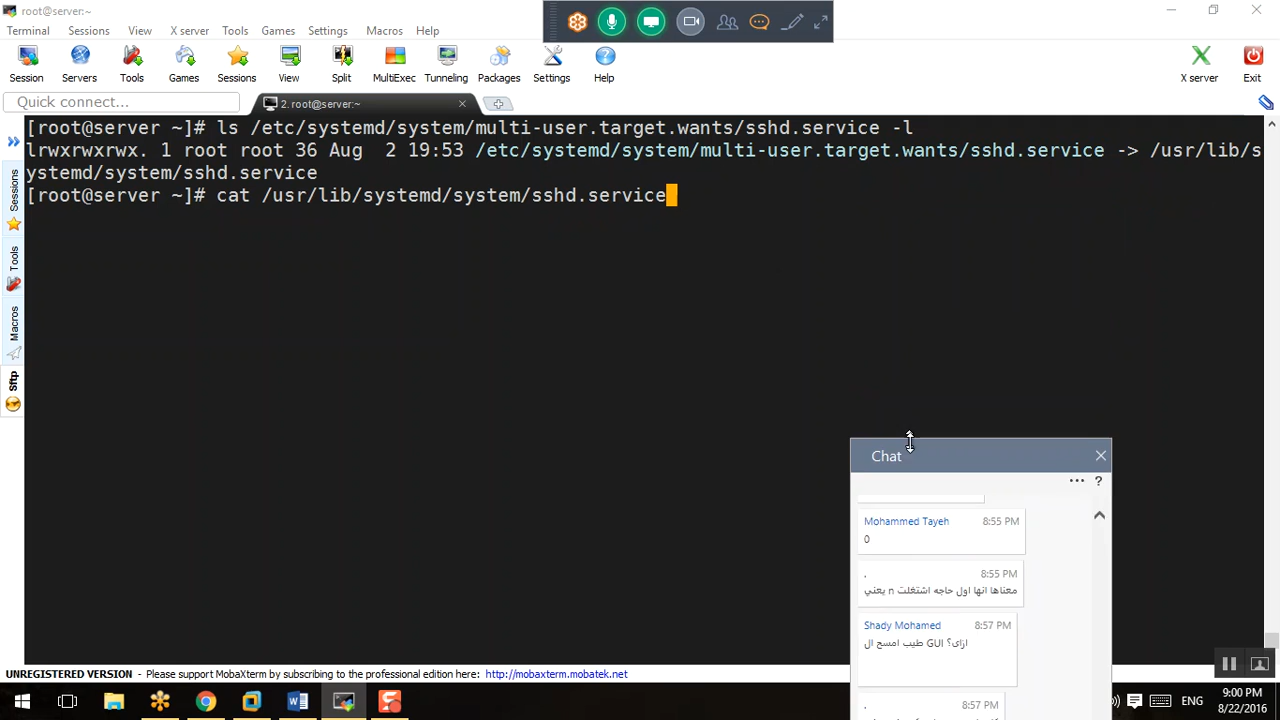 root@server:~
Terminal Sessions View X server Tools Games Settings Macros Help
Session Servers Tools Games Sessions View Split MultiExec Tunneling Packages Settings Help X server Exit
Quick connect...
2. root@server:~
[root@server ~]# ls /etc/systemd/system/multi-user.target.wants/sshd.service -l
lrwxrwxrwx. 1 root root 36 Aug  2 19:53 /etc/systemd/system/multi-user.target.wants/sshd.service -> /usr/lib/s
ystemd/system/sshd.service
[root@server ~]# cat /usr/lib/systemd/system/sshd.service
Sessions
Tools
Macros
Sftp
Chat
... ?
Mohammed Tayeh 8:55 PM
0
. 8:55 PM
معناها انها اول حاجه اشتغلت n يعني
Shady Mohamed 8:57 PM
ازاى؟ GUI طيب امسح ال
. 8:57 PM
UNREGISTERED VERSION - Please support MobaXterm by subscribing to the professional edition here: http://mobaxterm.mobatek.net
ENG
9:00 PM
8/22/2016